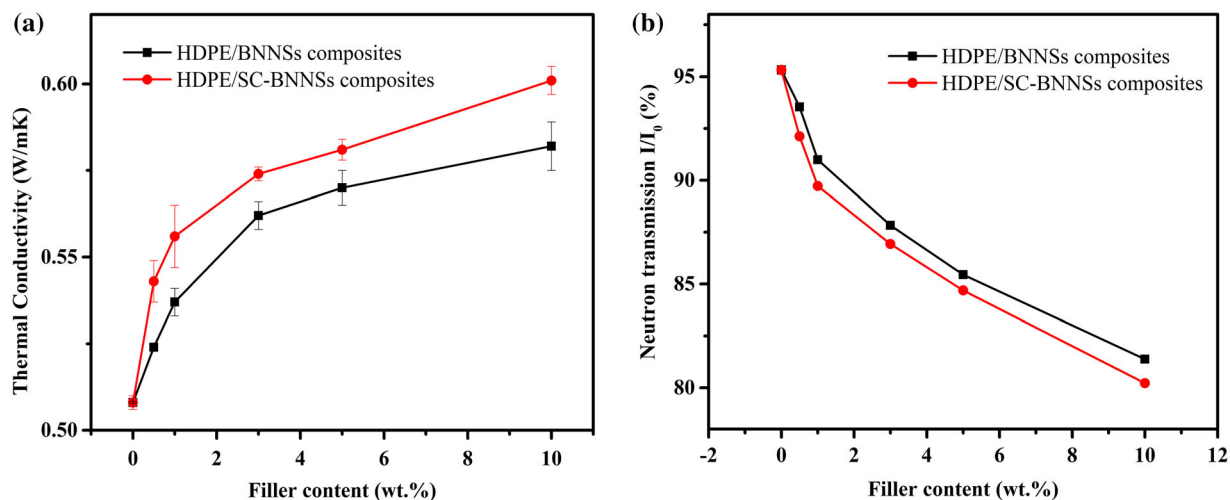 (a)
HDPE/BNNSs composites
HDPE/SC-BNNSs composites
0.60
0.55
0.50
Thermal Conductivity (W/mK)
0 2 4 6 8 10
Filler content (wt.%)
(b)
HDPE/BNNSs composites
HDPE/SC-BNNSs composites
95
90
85
80
Neutron transmission I/I₀ (%)
-2 0 2 4 6 8 10 12
Filler content (wt.%)